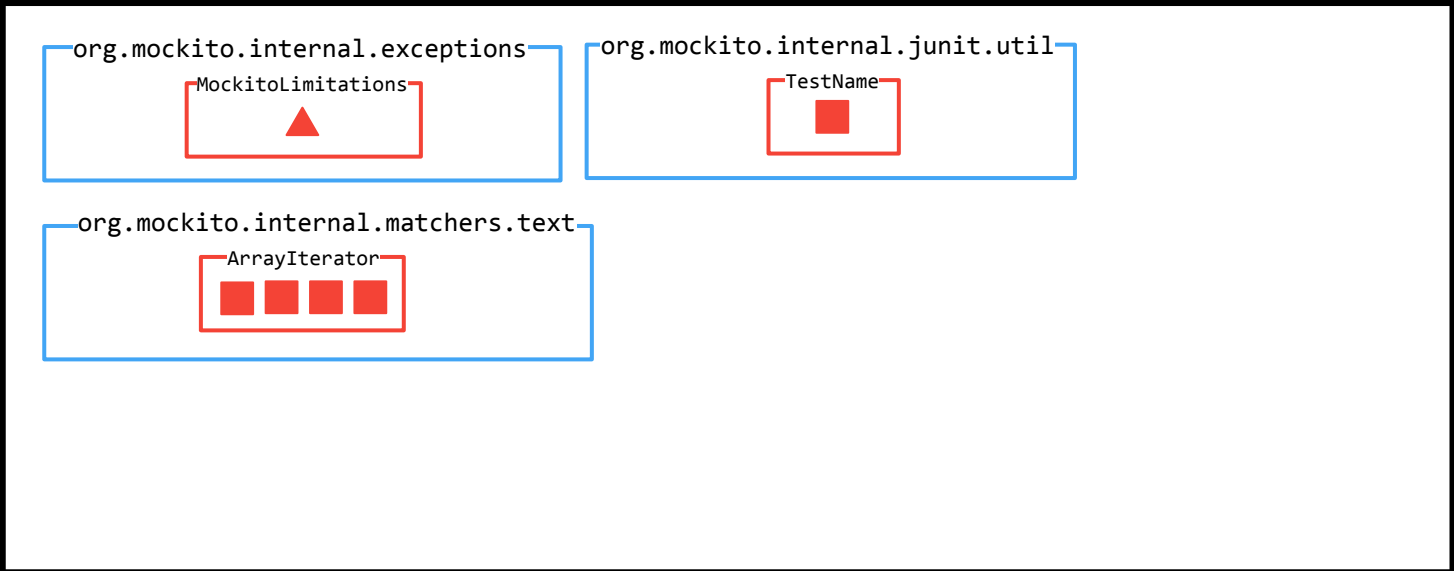 org.mockito.internal.exceptions
MockitoLimitations
org.mockito.internal.junit.util
TestName
org.mockito.internal.matchers.text
ArrayIterator